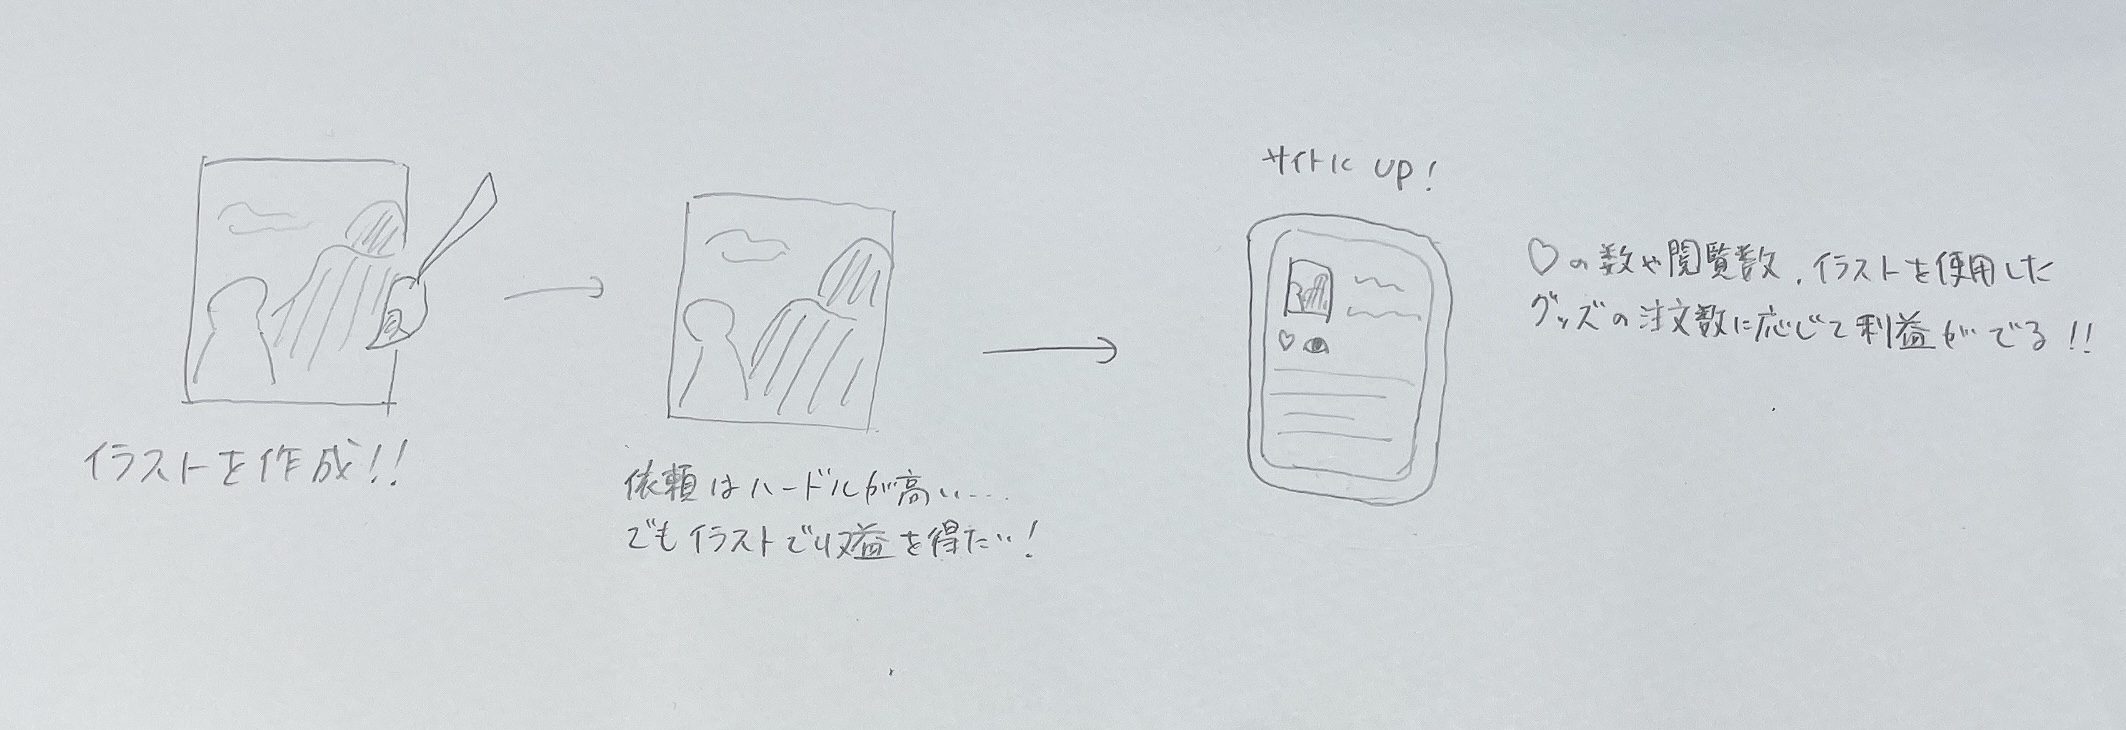 イラストを作成!!
依頼はハードルが高い....
でもイラストで収益を得たい!
サイトに up!
♡の数や閲覧数、イラストを使用した
グッズの注文数に応じて利益がでる!!